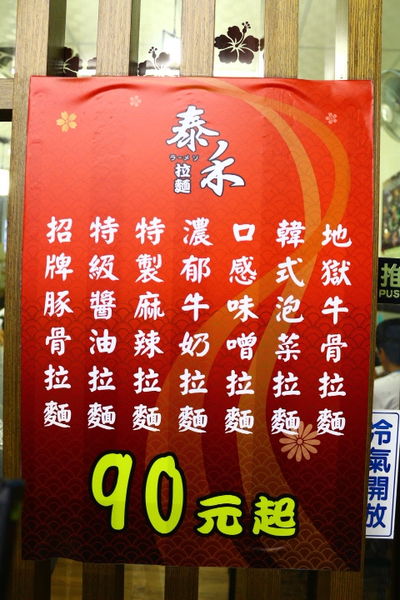 泰禾
ラーメン
拉麵
地獄牛骨拉麵
韓式泡菜拉麵
口感味噌拉麵
濃郁牛奶拉麵
特製麻辣拉麵
特級醬油拉麵
招牌豚骨拉麵
90元起
推
PUS
冷氣開放